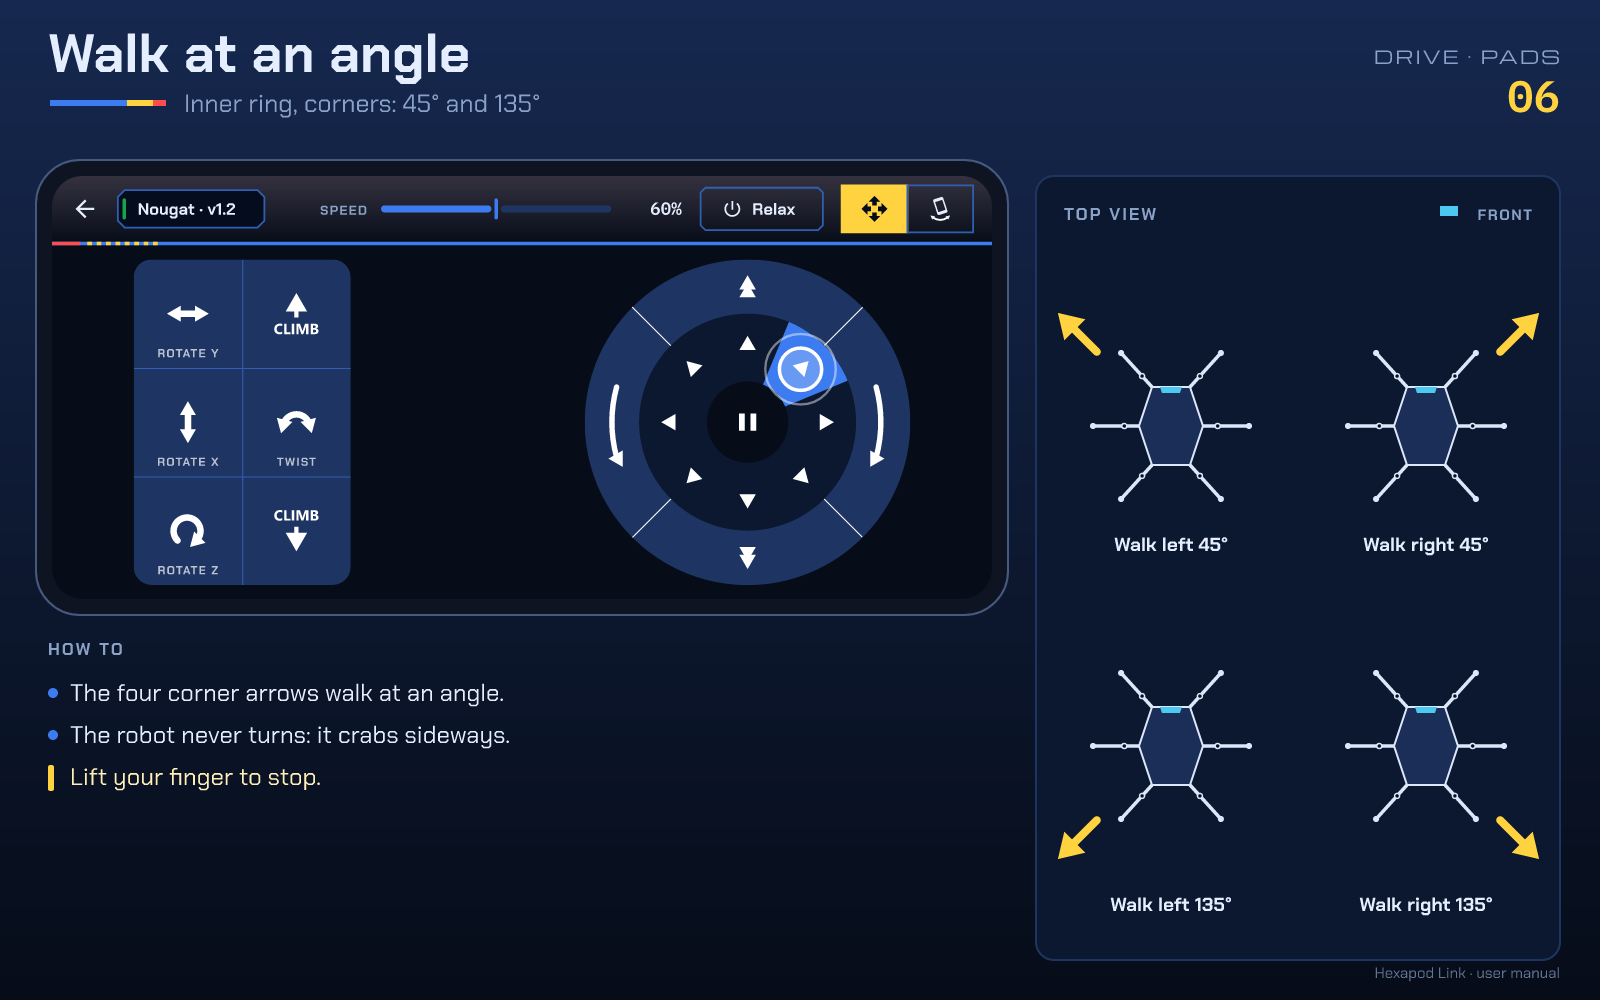 Walk at an angle
Inner ring, corners: 45° and 135°
DRIVE · PADS
06
Nougat · v1.2
SPEED
60%
Relax
ROTATE Y
CLIMB
ROTATE X
TWIST
ROTATE Z
CLIMB
HOW TO
The four corner arrows walk at an angle.
The robot never turns: it crabs sideways.
Lift your finger to stop.
TOP VIEW
FRONT
Walk left 45°
Walk right 45°
Walk left 135°
Walk right 135°
Hexapod Link · user manual